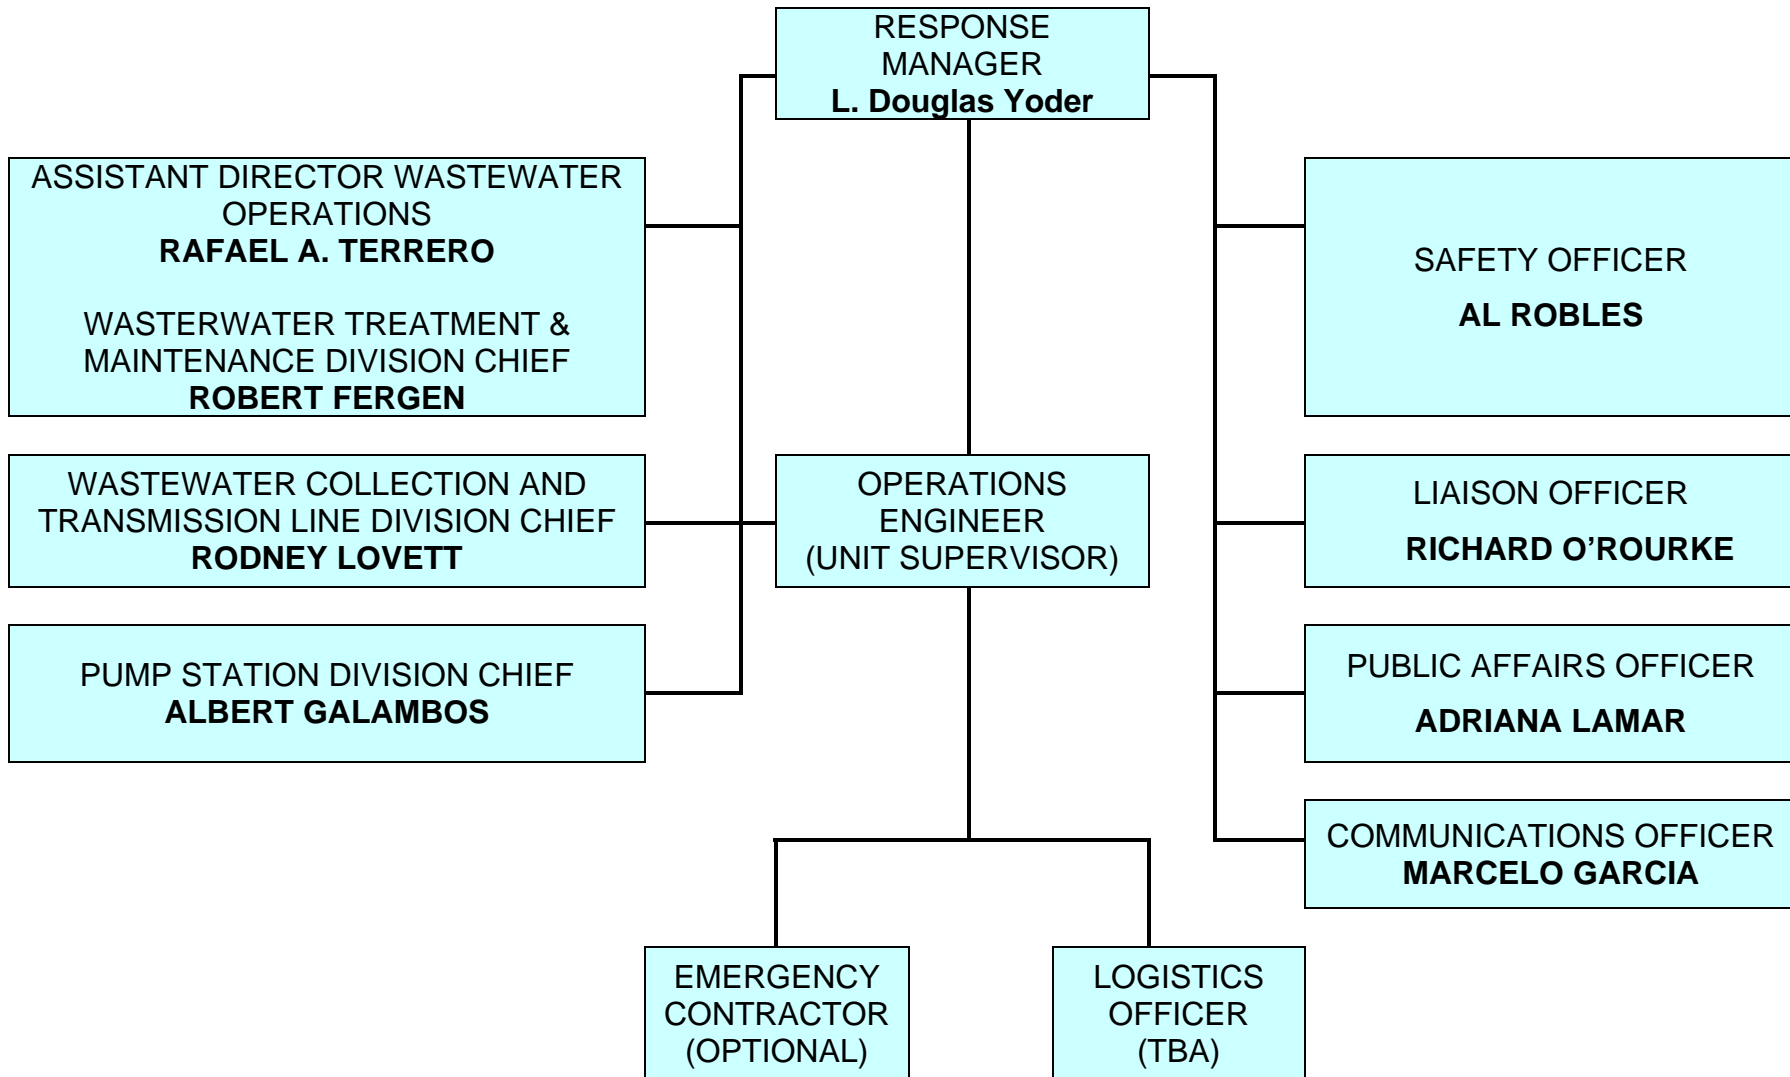 RESPONSE
MANAGER
L. Douglas Yoder
ASSISTANT DIRECTOR WASTEWATER
OPERATIONS
RAFAEL A. TERRERO
WASTERWATER TREATMENT &
MAINTENANCE DIVISION CHIEF
ROBERT FERGEN
SAFETY OFFICER
AL ROBLES
WASTEWATER COLLECTION AND
TRANSMISSION LINE DIVISION CHIEF
RODNEY LOVETT
OPERATIONS
ENGINEER
(UNIT SUPERVISOR)
LIAISON OFFICER
RICHARD O’ROURKE
PUMP STATION DIVISION CHIEF
ALBERT GALAMBOS
PUBLIC AFFAIRS OFFICER
ADRIANA LAMAR
COMMUNICATIONS OFFICER
MARCELO GARCIA
EMERGENCY
CONTRACTOR
(OPTIONAL)
LOGISTICS
OFFICER
(TBA)